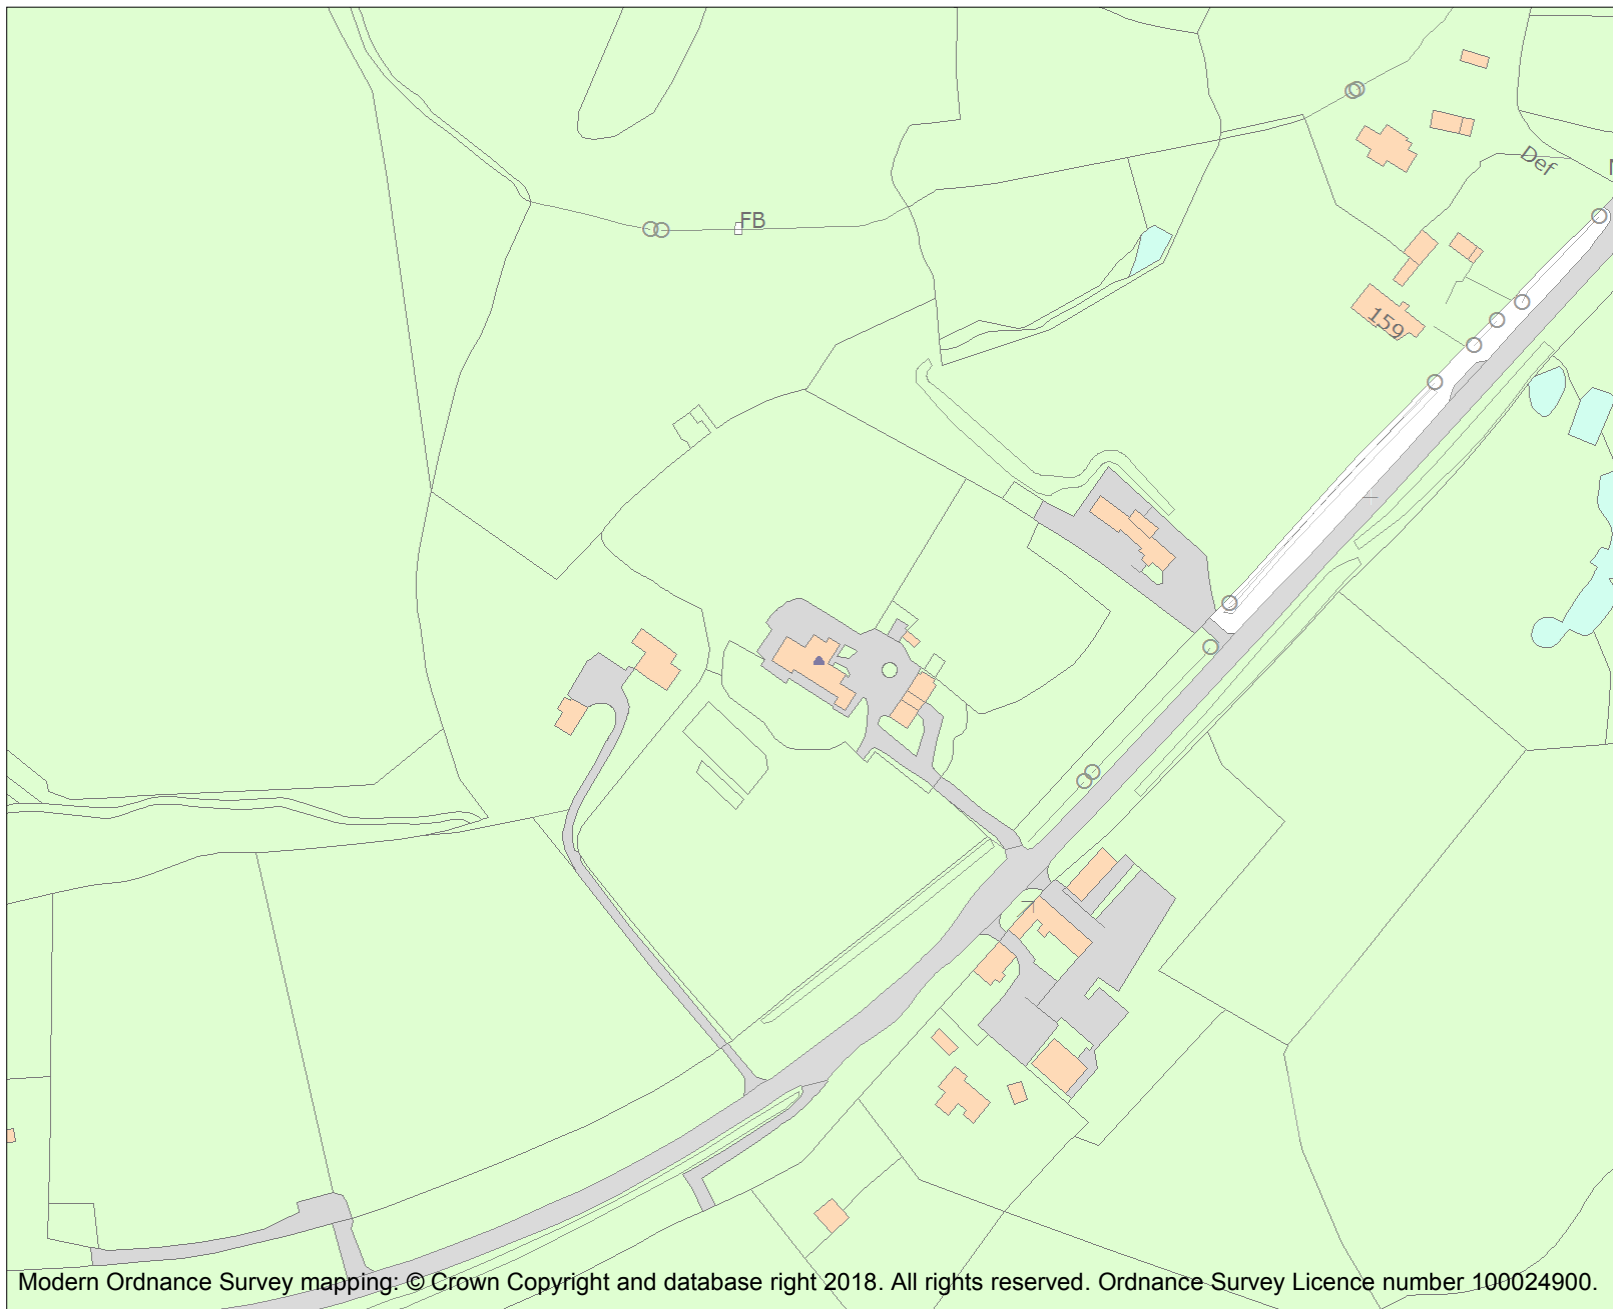 Def
FB
159
Modern Ordnance Survey mapping: © Crown Copyright and database right 2018. All rights reserved. Ordnance Survey Licence number 100024900.